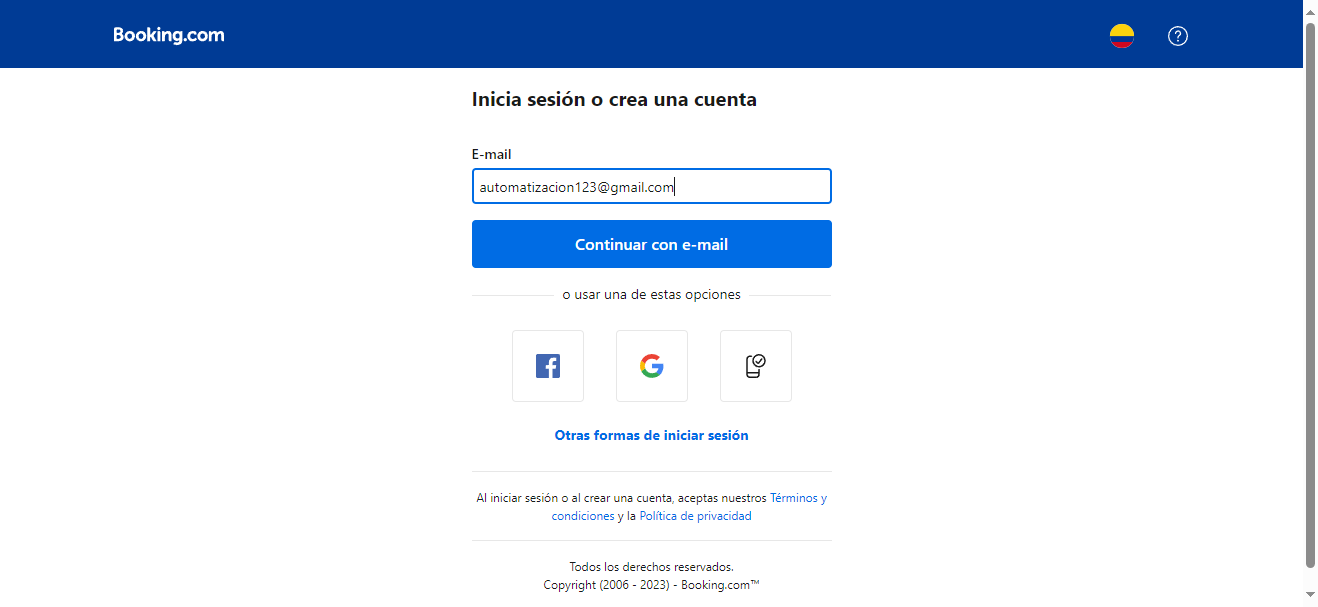 Booking.com
Inicia sesión o crea una cuenta
E-mail
automatizacion123@gmail.com
Continuar con e-mail
o usar una de estas opciones
Otras formas de iniciar sesión
Al iniciar sesión o al crear una cuenta, aceptas nuestros Términos y
condiciones y la Política de privacidad
Todos los derechos reservados.
Copyright (2006 - 2023) - Booking.com™